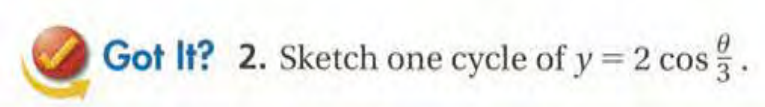 Got It? 2. Sketch one cycle of y = 2 cos θ/3.